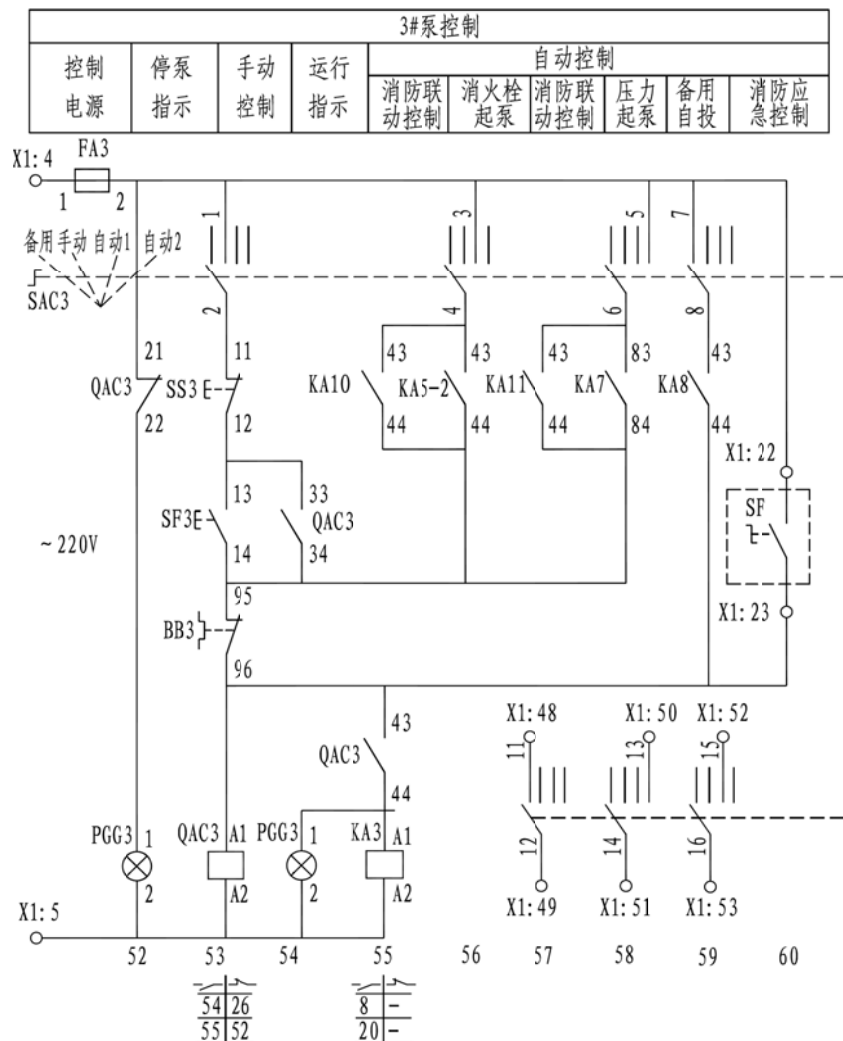 3#泵控制
控制电源
停泵指示
手动控制
运行指示
自动控制
消防联动控制
消火栓起泵
消防联动控制
压力起泵
备用自投
消防应急控制
X1:4
FA3
1 2
备用 手动 自动1 自动2
SAC3
1 3 5 7
2 4 6 8
21 11 43 43 43 83 43
QAC3 SS3 KA10 KA5-2 KA11 KA7 KA8
22 12 44 44 44 84 44
X1:22
13 33
SF3 QAC3 SF
14 34
~220V
95
X1:23
BB3
96
43
X1:48 X1:50 X1:52
11 13 15
QAC3
44
12 14 16
PGG3 1 QAC3 A1 PGG3 1 KA3 A1
2 A2 2 A2
X1:49 X1:51 X1:53
X1:5
52 53 54 55 56 57 58 59 60
54 26 8 -
55 52 20 -